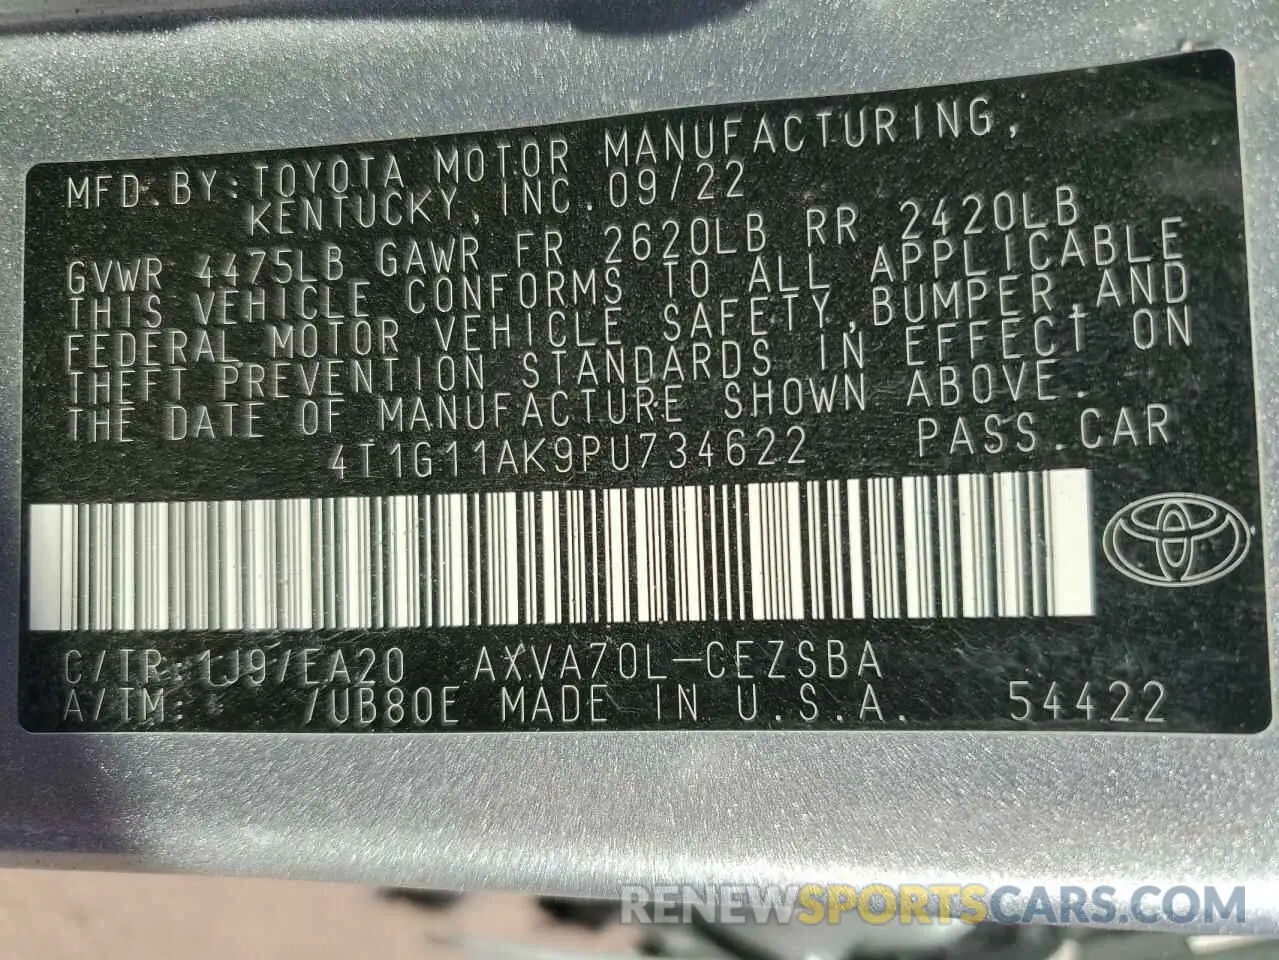 MFD.BY:TOYOTA MOTOR MANUFACTURING,
KENTUCKY,INC.09/22
GVWR 4475LB GAWR FR 2620LB RR 2420LB
THIS VEHICLE CONFORMS TO ALL APPLICABLE
FEDERAL MOTOR VEHICLE SAFETY,BUMPER,AND
THEFT PREVENTION STANDARDS IN EFFECT ON
THE DATE OF MANUFACTURE SHOWN ABOVE.
4T1G11AK9PU734622 PASS.CAR
C/TR:1J9/EA20 AXVA70L-CEZSBA
A/TM: /UB80E MADE IN U.S.A. 54422
RENEWSPORTSCARS.COM